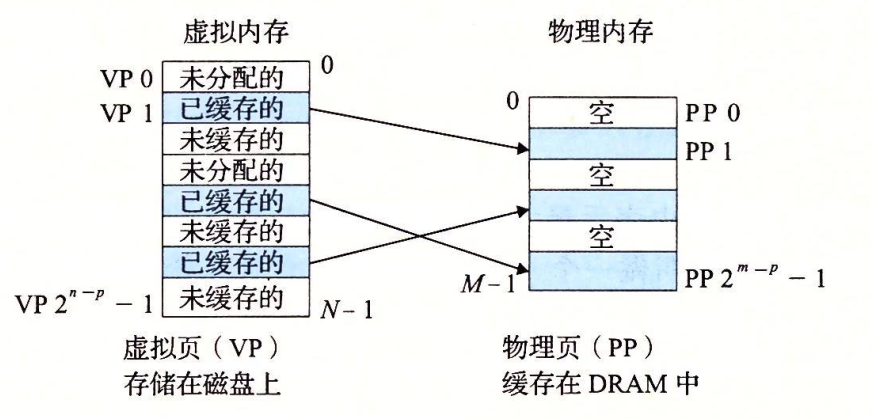 虚拟内存
VP 0 未分配的 0
VP 1 已缓存的
未缓存的
未分配的
已缓存的
未缓存的
已缓存的
VP 2^{n-p} - 1 未缓存的 N-1
虚拟页(VP)
存储在磁盘上
物理内存
0 空 PP 0
PP 1
空
空
M-1 PP 2^{m-p} - 1
物理页(PP)
缓存在 DRAM 中